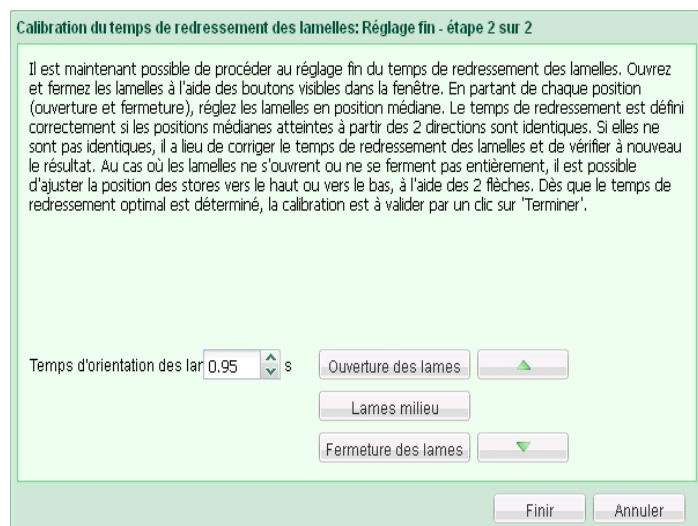 Calibration du temps de redressement des lamelles: Réglage fin - étape 2 sur 2
Il est maintenant possible de procéder au réglage fin du temps de redressement des lamelles. Ouvrez
et fermez les lamelles à l'aide des boutons visibles dans la fenêtre. En partant de chaque position
(ouverture et fermeture), réglez les lamelles en position médiane. Le temps de redressement est défini
correctement si les positions médianes atteintes à partir des 2 directions sont identiques. Si elles ne
sont pas identiques, il a lieu de corriger le temps de redressement des lamelles et de vérifier à nouveau
le résultat. Au cas où les lamelles ne s'ouvrent ou ne se ferment pas entièrement, il est possible
d'ajuster la position des stores vers le haut ou vers le bas, à l'aide des 2 flèches. Dès que le temps de
redressement optimal est déterminé, la calibration est à valider par un clic sur 'Terminer'.
Temps d'orientation des lar 0.95 s Ouverture des lames
Lames milieu
Fermeture des lames
Finir Annuler